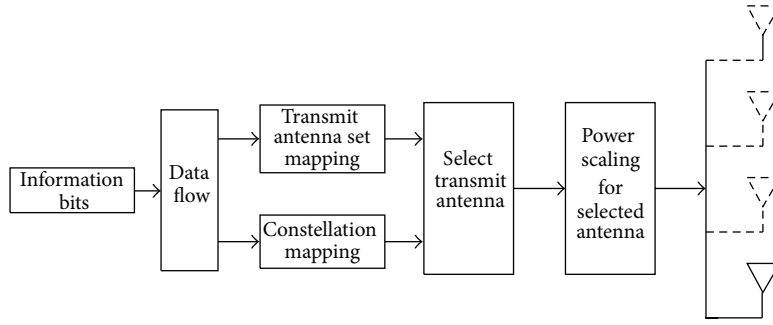 Information
bits
Data
flow
Transmit
antenna set
mapping
Constellation
mapping
Select
transmit
antenna
Power
scaling
for
selected
antenna